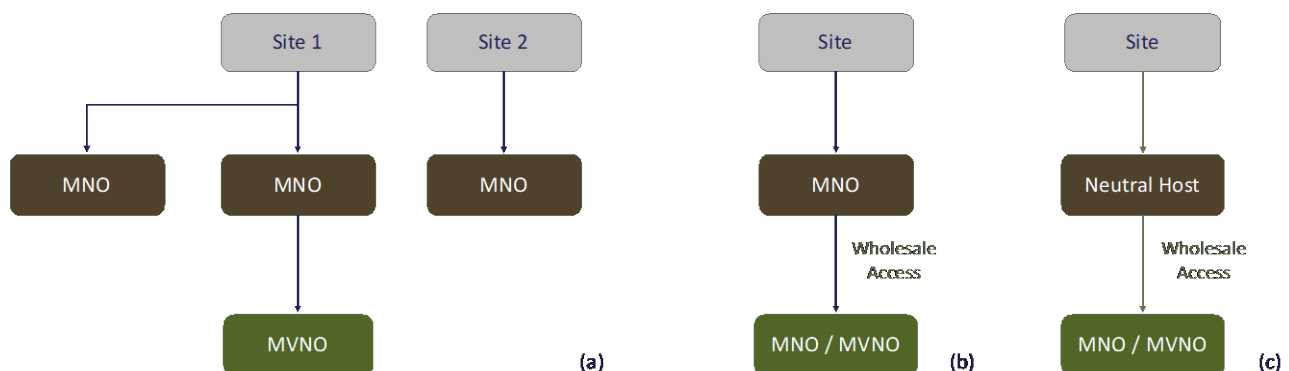 Site 1
Site 2
MNO
MNO
MNO
MVNO
(a)
Site
MNO
Wholesale
Access
MNO / MVNO
(b)
Site
Neutral Host
Wholesale
Access
MNO / MVNO
(c)